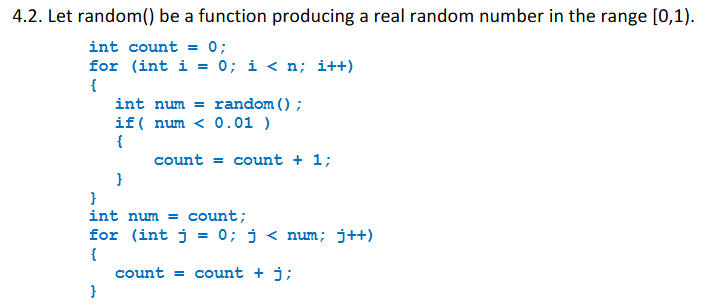 4.2. Let random() be a function producing a real random number in the range [0,1).
int count = 0;
for (int i = 0; i < n; i++)
{
int num = random();
if( num < 0.01 )
{
count = count + 1;
}
}
int num = count;
for (int j = 0; j < num; j++)
{
count = count + j;
}